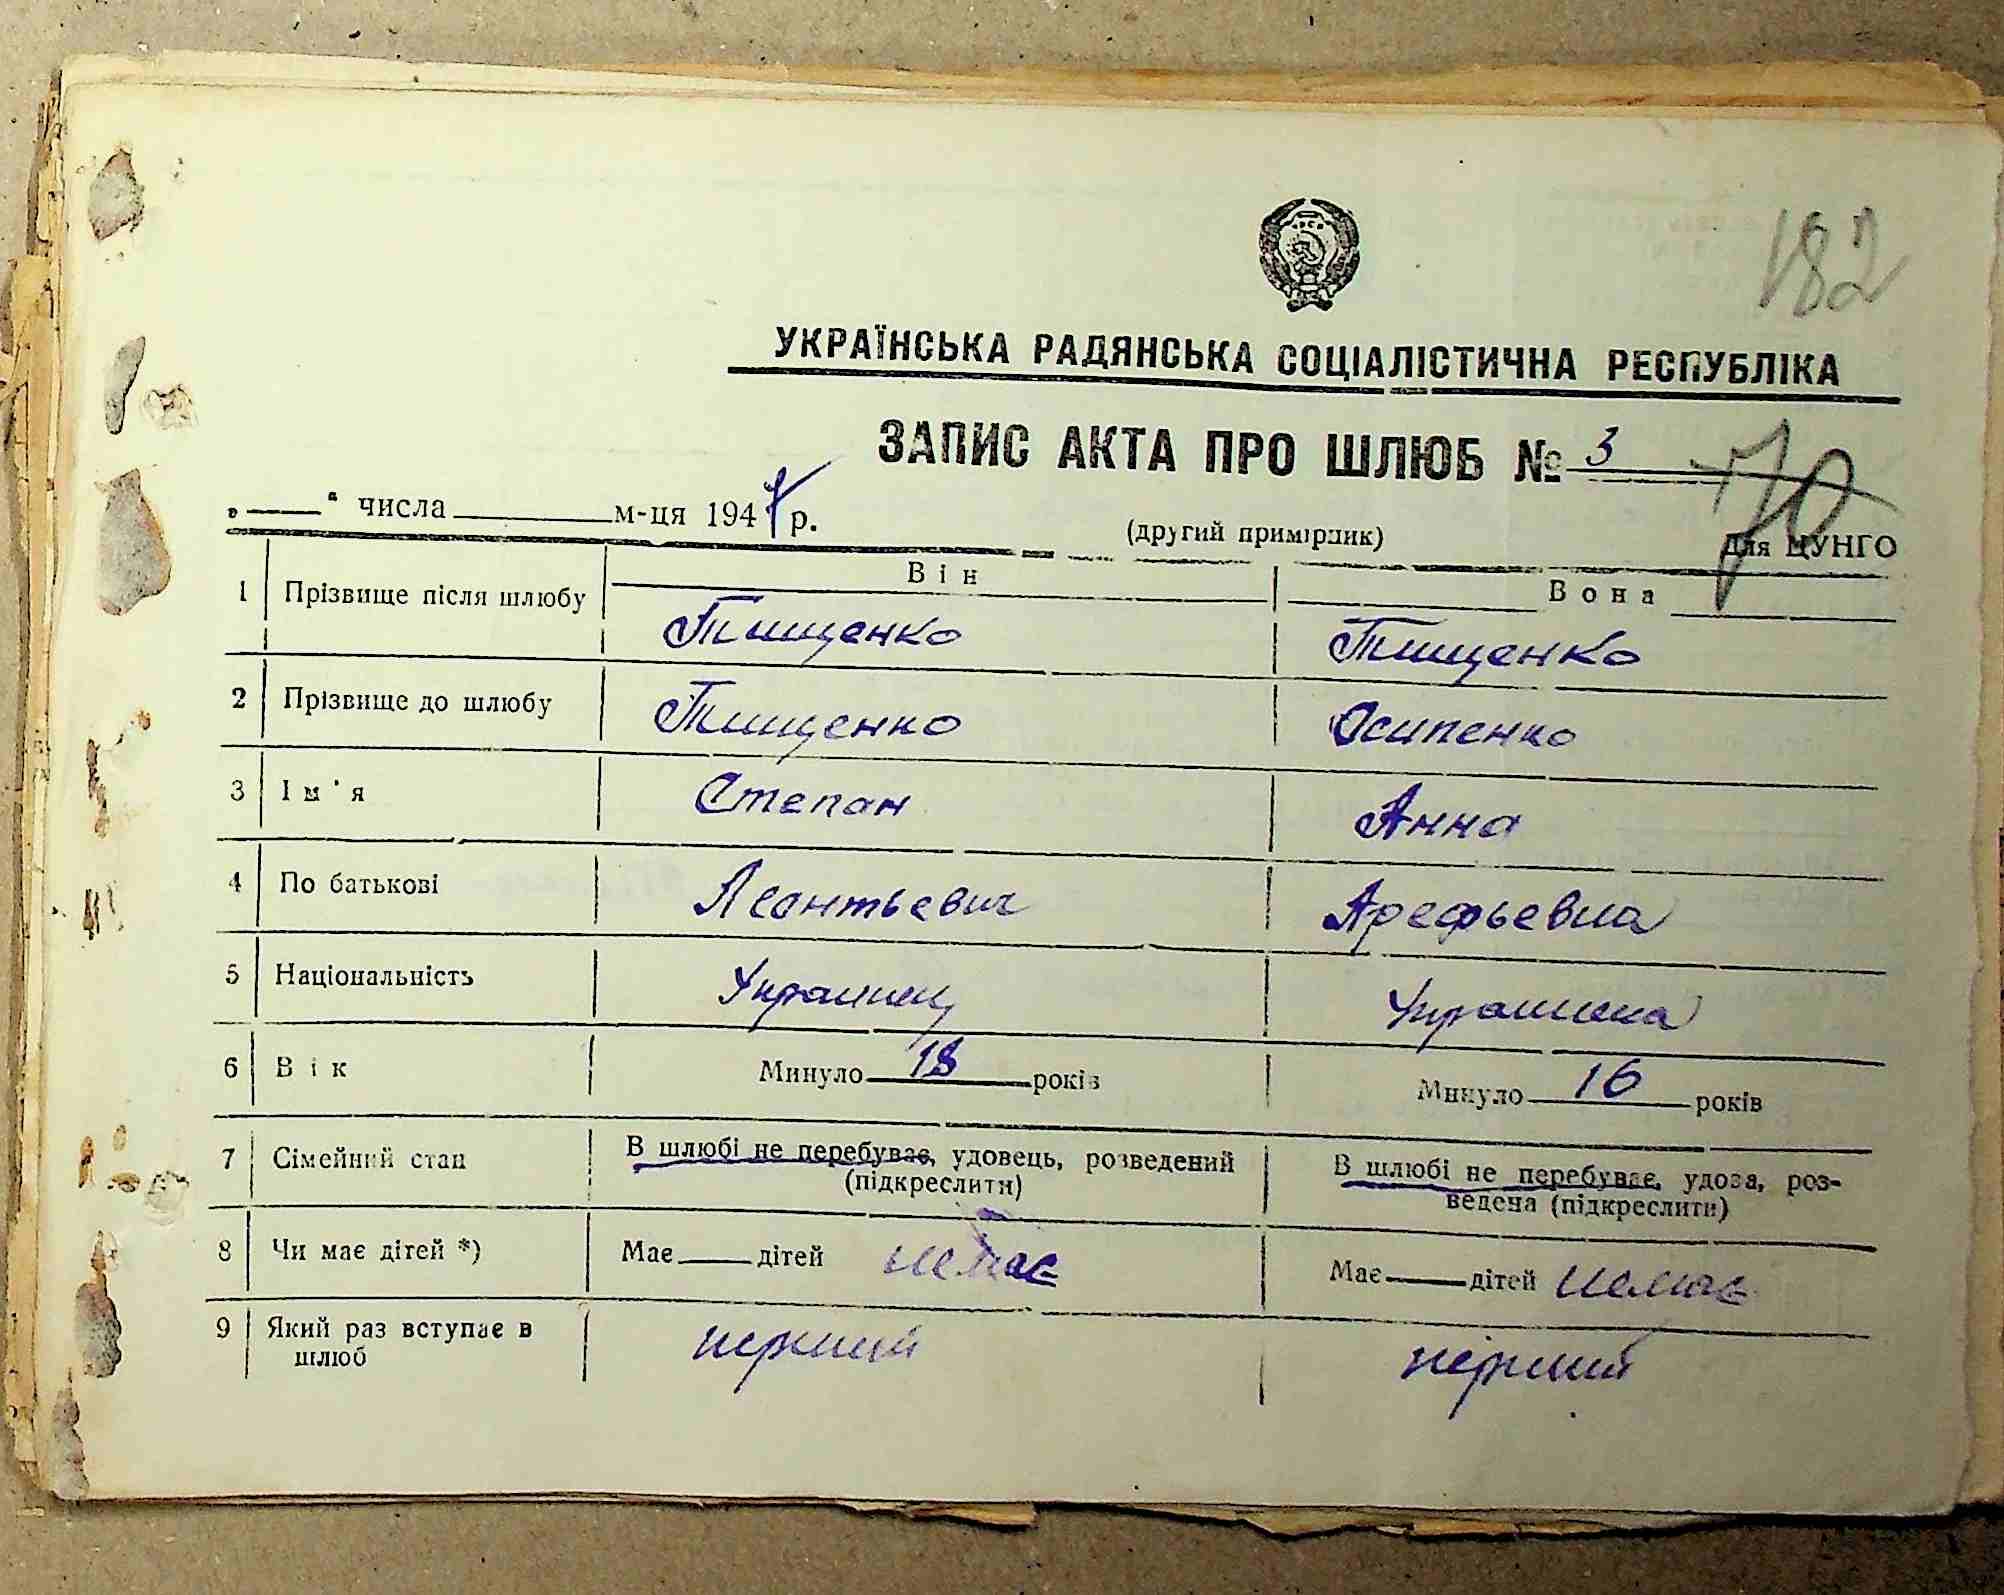 182
УКРАЇНСЬКА РАДЯНСЬКА СОЦІАЛІСТИЧНА РЕСПУБЛІКА
ЗАПИС АКТА ПРО ШЛЮБ № 3
70
„ “ числа м-ця 194 р.
(другий примірник)
Для ЦУНГО
Він Вона
1 Прізвище після шлюбу Тищенко Тищенко
2 Прізвище до шлюбу Тищенко Осипенко
3 Ім'я Степан Анна
4 По батькові Леонтьевич Арефьевна
5 Національність Украинец Украинка
6 Вік Минуло 18 років Минуло 16 років
7 Сімейний стан В шлюбі не перебуває, удовець, розведений (підкреслити) В шлюбі не перебуває, удова, роз-
ведена (підкреслити)
8 Чи має дітей *) Має дітей немає Має дітей немає
9 Який раз вступає в шлюб перший перший